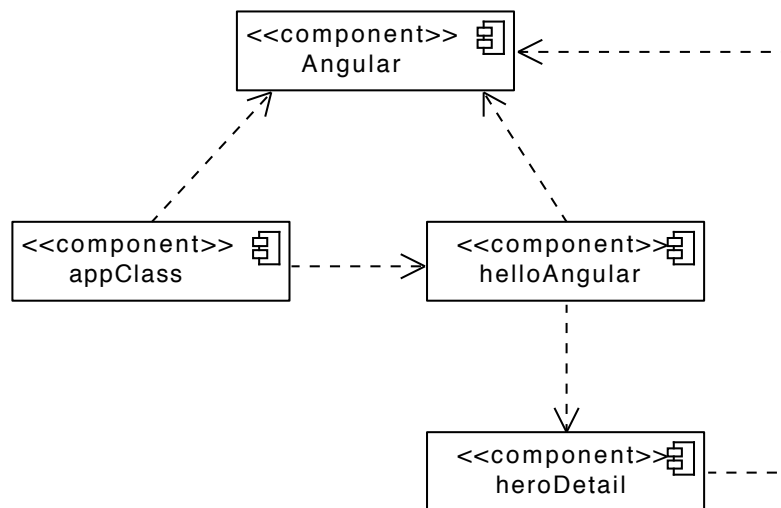 <<component>>
Angular
<<component>>
appClass
<<component>>
helloAngular
<<component>>
heroDetail